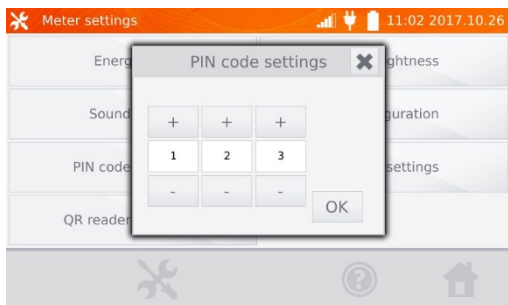 Meter settings
11:02 2017.10.26
PIN code settings
Energ
ghtness
Sound
guration
PIN code
settings
QR reader
+ + +
1 2 3
- - -
OK
?